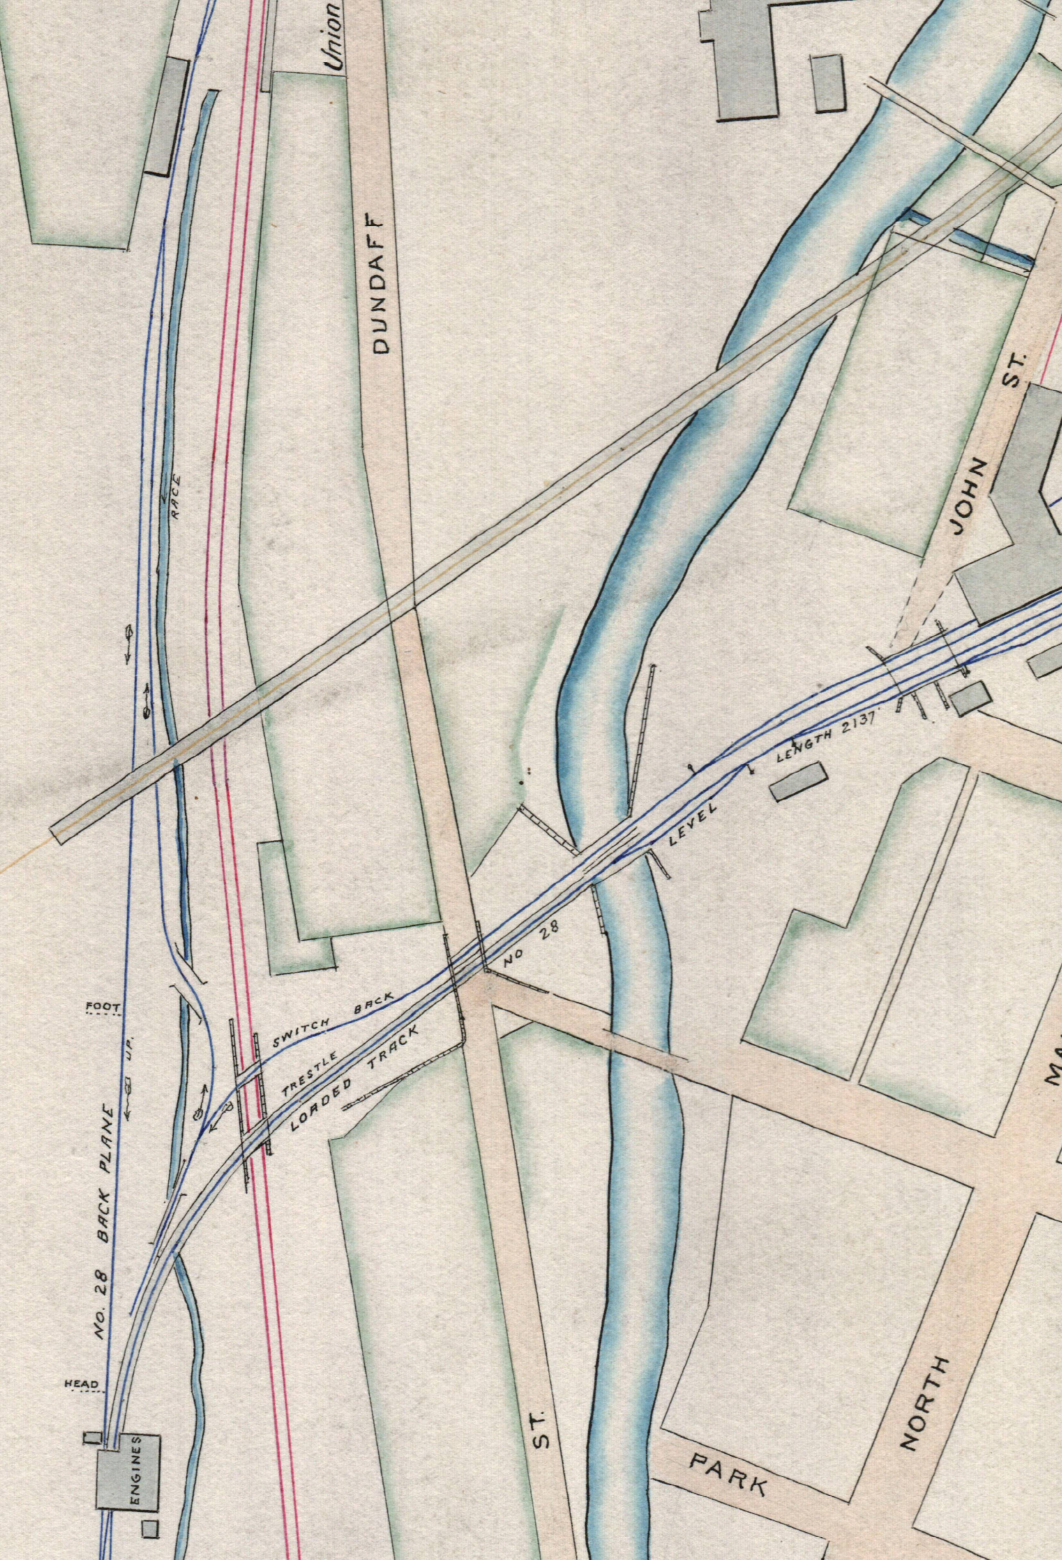 Union
DUNDAFF
ST.
JOHN
RACE
LENGTH 2137
LEVEL
NO 28
SWITCH BACK
TRESTLE
LOADED TRACK
FOOT
UP.
No. 28 BACK PLANE
HEAD
ENGINES
ST.
PARK
NORTH
MA